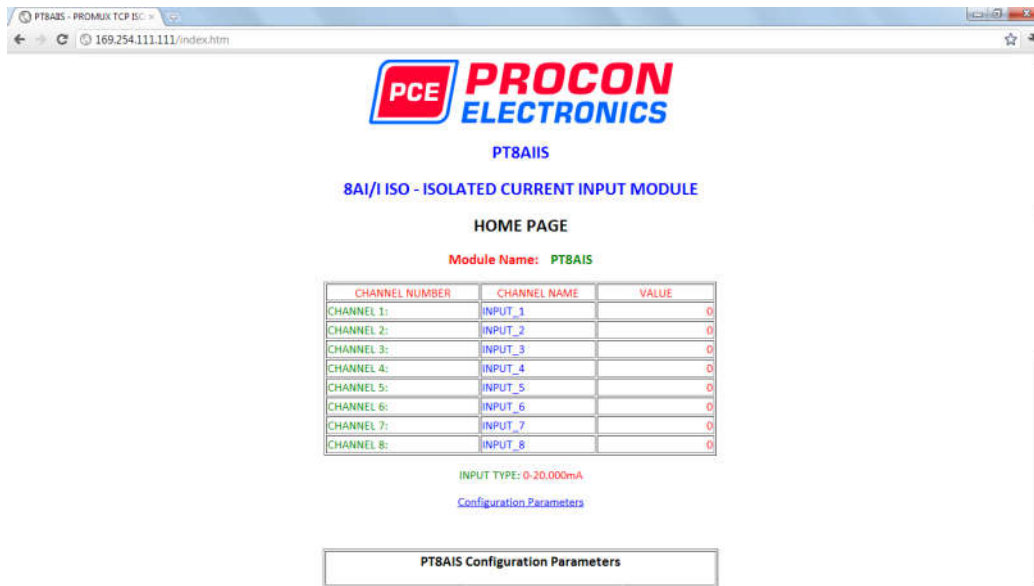 PT8AIIS - PROMUX TCP ISO
169.254.111.111/index.htm
PCE PROCON
ELECTRONICS
PT8AIIS
8AI/I ISO - ISOLATED CURRENT INPUT MODULE
HOME PAGE
Module Name: PT8AIS
CHANNEL NUMBER CHANNEL NAME VALUE
CHANNEL 1: INPUT_1 0
CHANNEL 2: INPUT_2 0
CHANNEL 3: INPUT_3 0
CHANNEL 4: INPUT_4 0
CHANNEL 5: INPUT_5 0
CHANNEL 6: INPUT_6 0
CHANNEL 7: INPUT_7 0
CHANNEL 8: INPUT_8 0
INPUT TYPE: 0-20.000mA
Configuration Parameters
PT8AIS Configuration Parameters